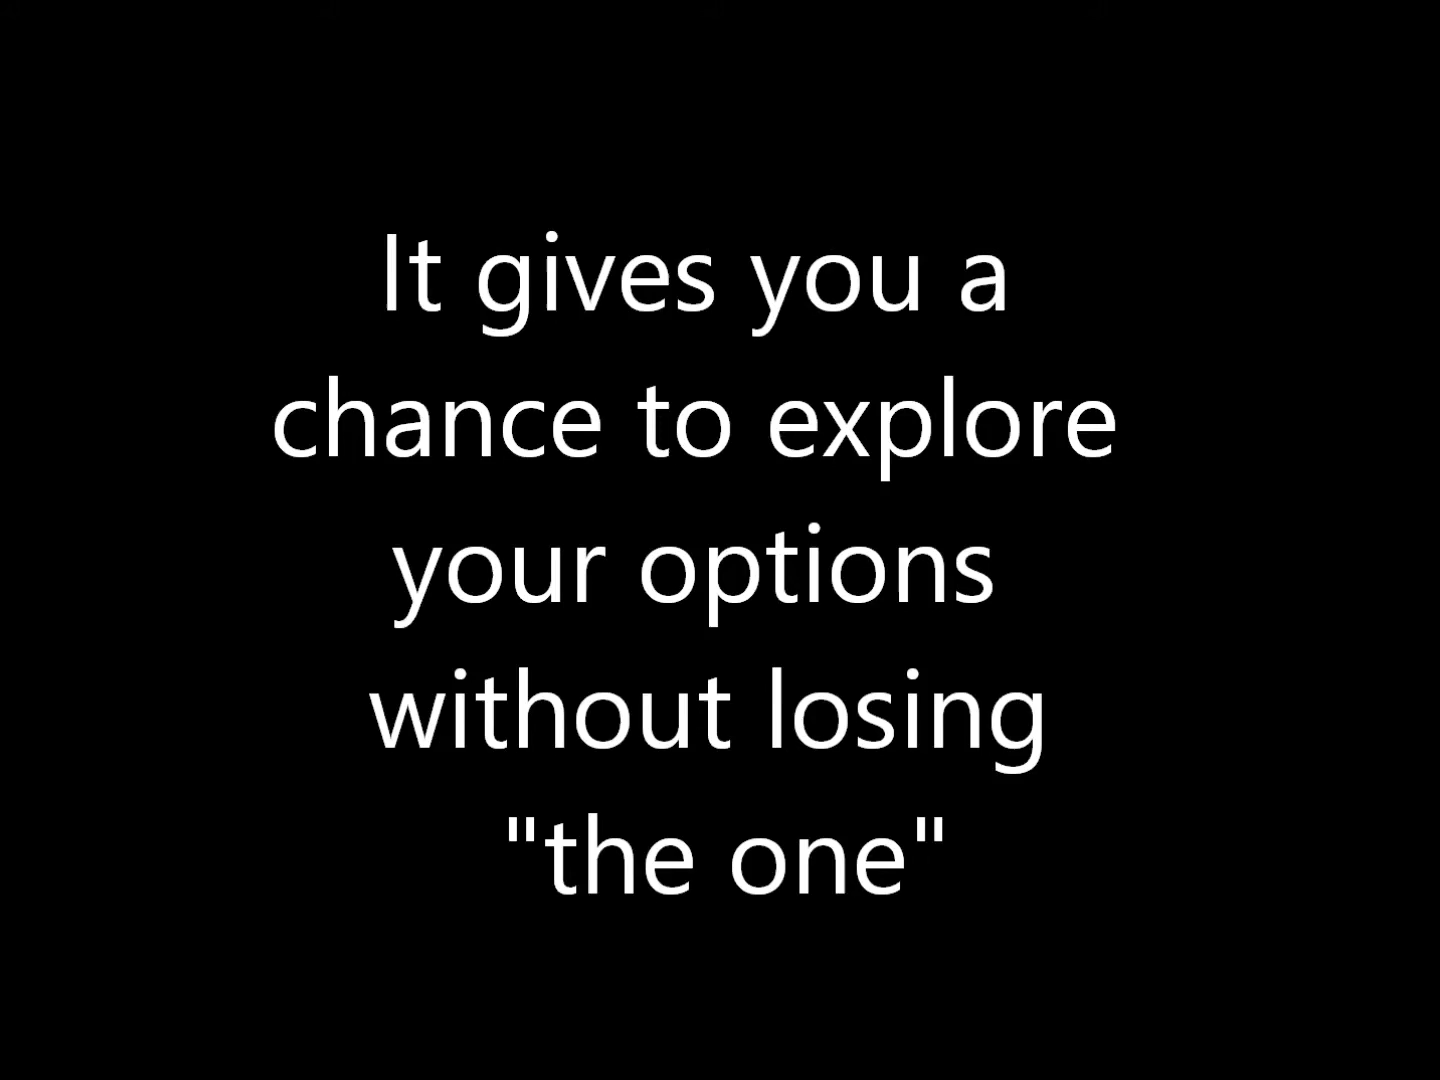 It gives you a
chance to explore
your options
without losing
"the one"